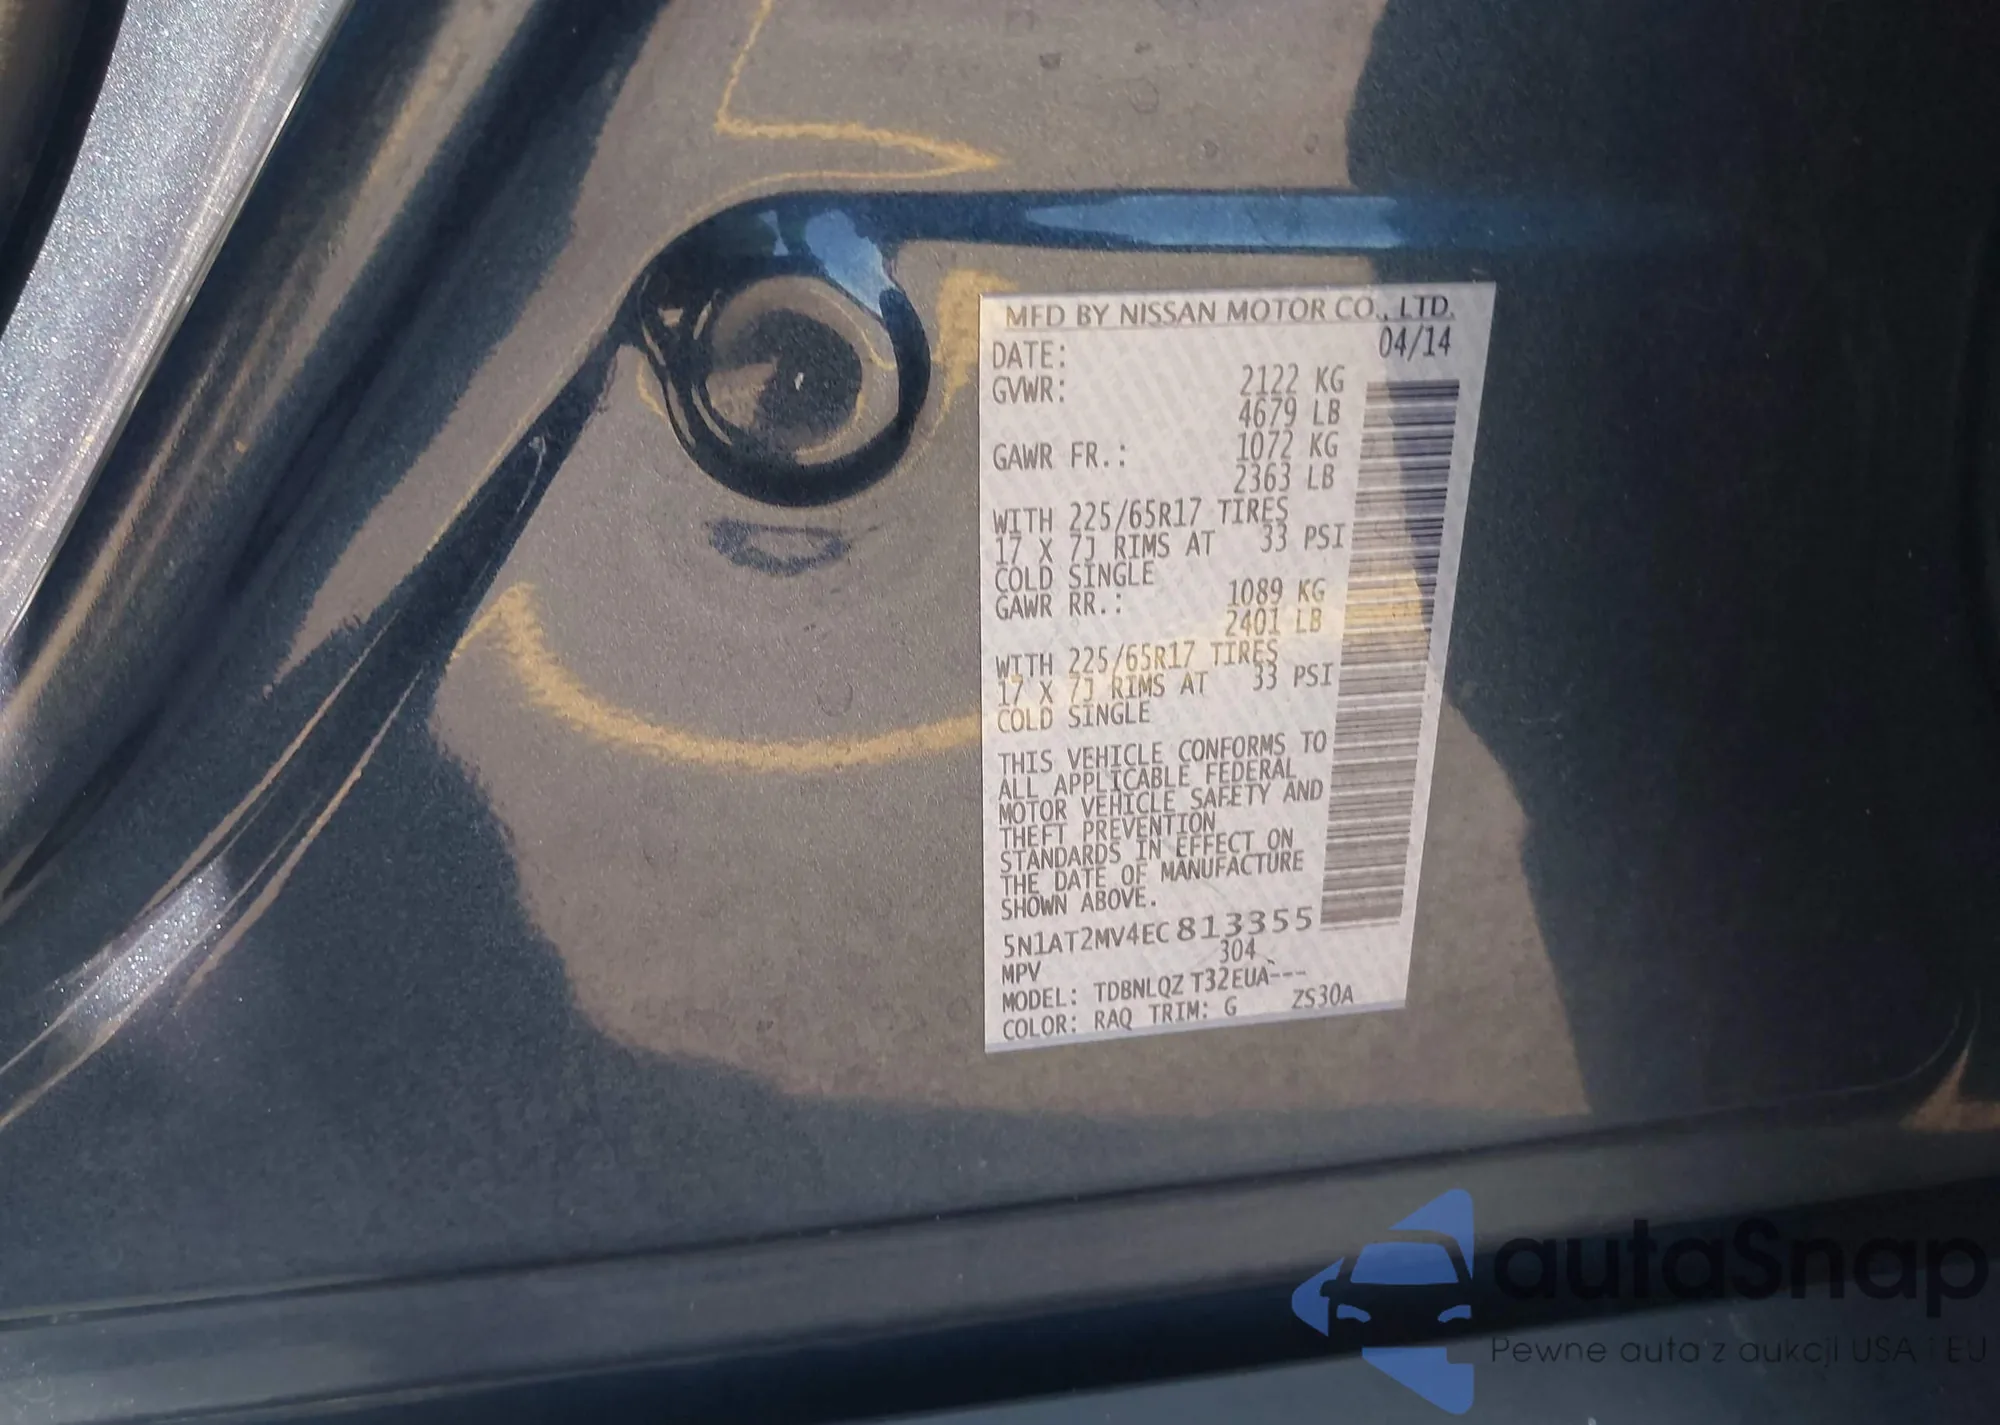 MFD BY NISSAN MOTOR CO., LTD.
DATE: 04/14
GVWR: 2122 KG
4679 LB
GAWR FR.: 1072 KG
2363 LB
WITH 225/65R17 TIRES
17 X 7J RIMS AT 33 PSI
COLD SINGLE
GAWR RR.: 1089 KG
2401 LB
WITH 225/65R17 TIRES
17 X 7J RIMS AT 33 PSI
COLD SINGLE
THIS VEHICLE CONFORMS TO
ALL APPLICABLE FEDERAL
MOTOR VEHICLE SAFETY AND
THEFT PREVENTION
STANDARDS IN EFFECT ON
THE DATE OF MANUFACTURE
SHOWN ABOVE.
5N1AT2MV4EC813355
MPV 304
MODEL: TDBNLQZ T32EUA---
COLOR: RAQ TRIM: G ZS30A
autaSnap
Pewne auta z aukcji USA i EU